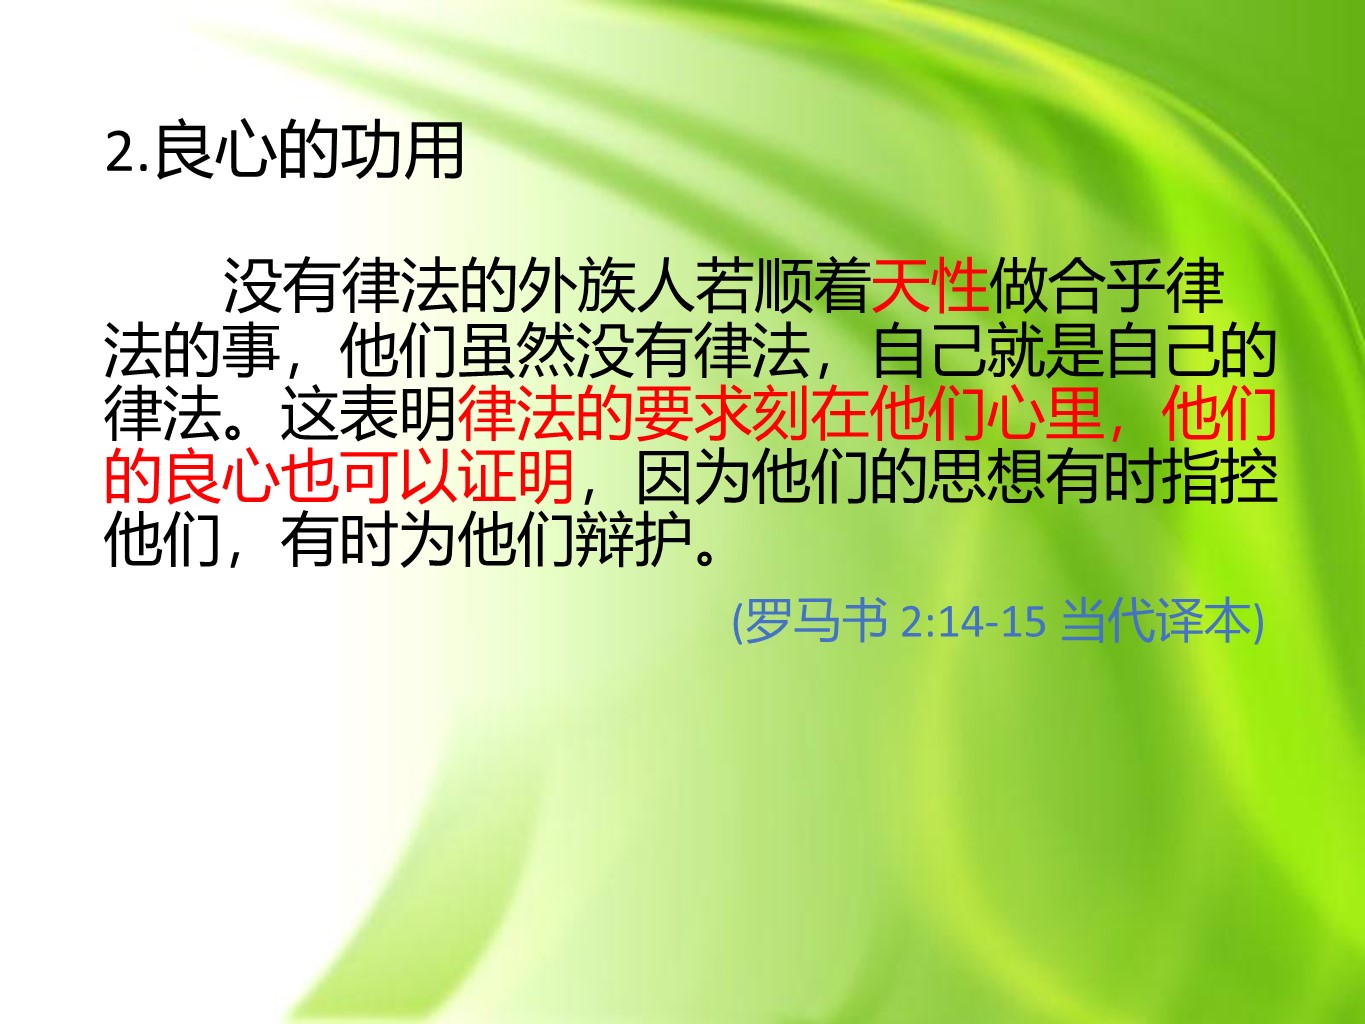 2.良心的功用
没有律法的外族人若顺着天性做合乎律
法的事，他们虽然没有律法，自己就是自己的
律法。这表明律法的要求刻在他们心里，他们
的良心也可以证明，因为他们的思想有时指控
他们，有时为他们辩护。
(罗马书 2:14-15 当代译本)